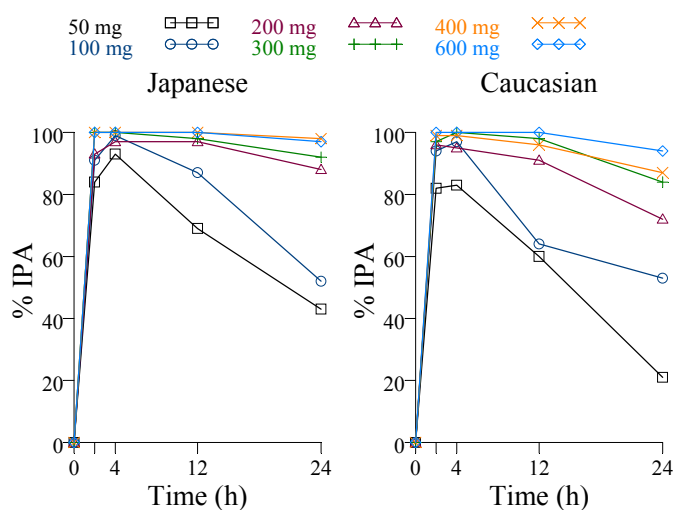 50 mg 200 mg 400 mg
100 mg 300 mg 600 mg
Japanese Caucasian
100 100
80 80
60 60
40 40
20 20
0 0
% IPA % IPA
0 4 12 24 0 4 12 24
Time (h) Time (h)